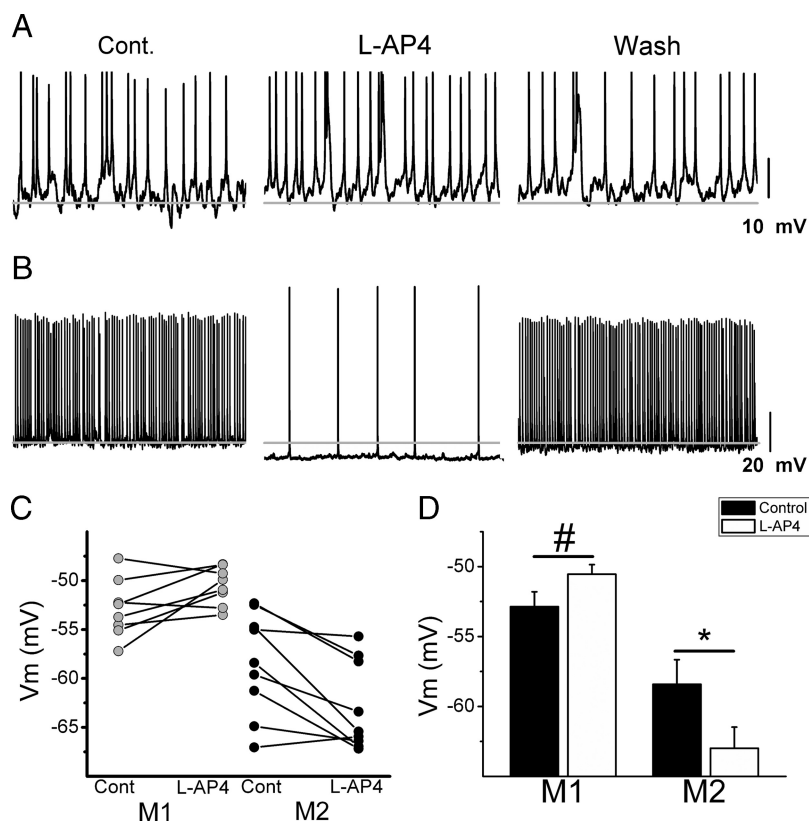 A
Cont.
L-AP4
Wash
10 mV
B
20 mV
C
Vm (mV)
-50
-55
-60
-65
Cont
L-AP4
Cont
L-AP4
M1
M2
D
Control
L-AP4
Vm (mV)
-50
-55
-60
#
*
M1
M2